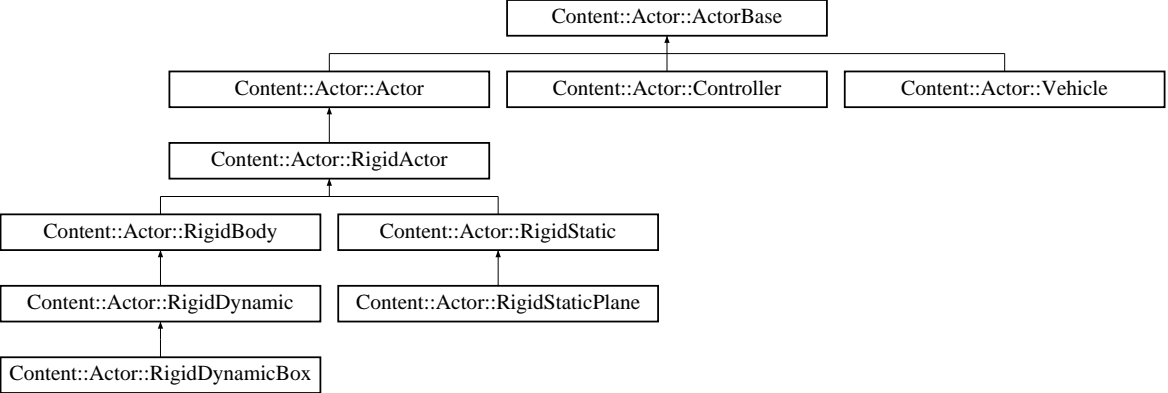 Content::Actor::ActorBase
Content::Actor::Actor
Content::Actor::Controller
Content::Actor::Vehicle
Content::Actor::RigidActor
Content::Actor::RigidBody
Content::Actor::RigidStatic
Content::Actor::RigidDynamic
Content::Actor::RigidStaticPlane
Content::Actor::RigidDynamicBox